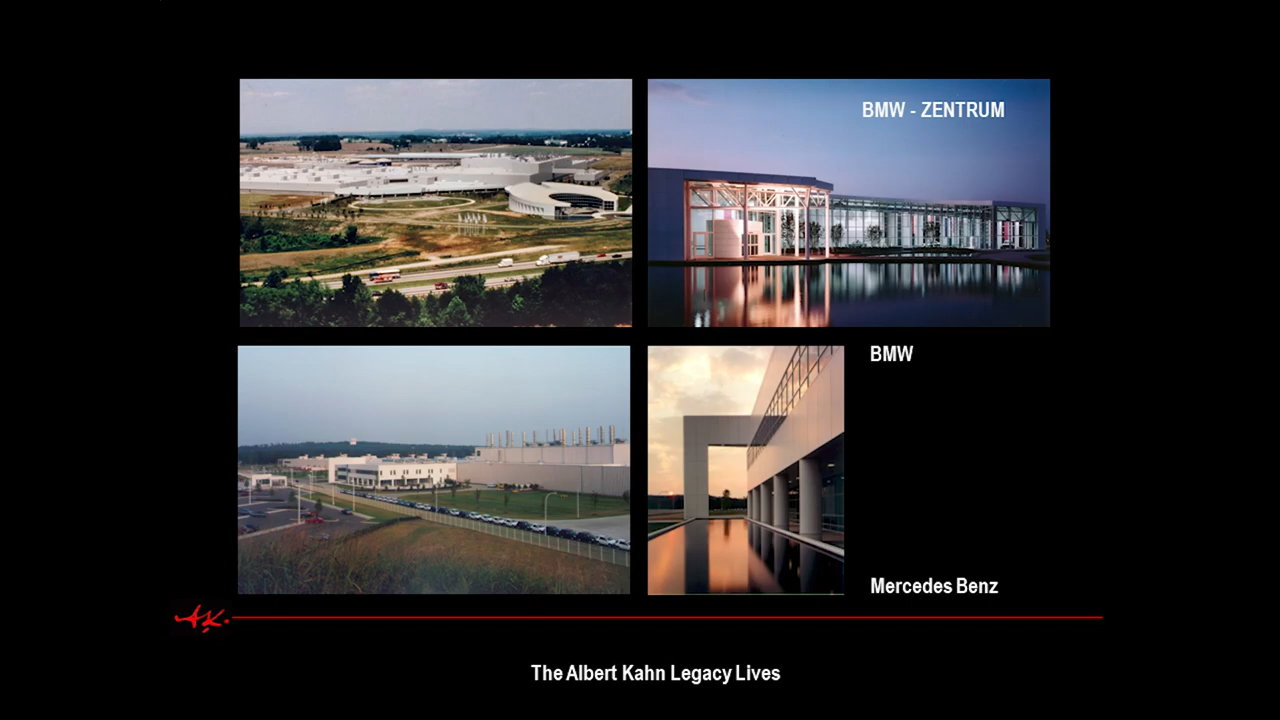 BMW - ZENTRUM
BMW
Mercedes Benz
A.K.
The Albert Kahn Legacy Lives